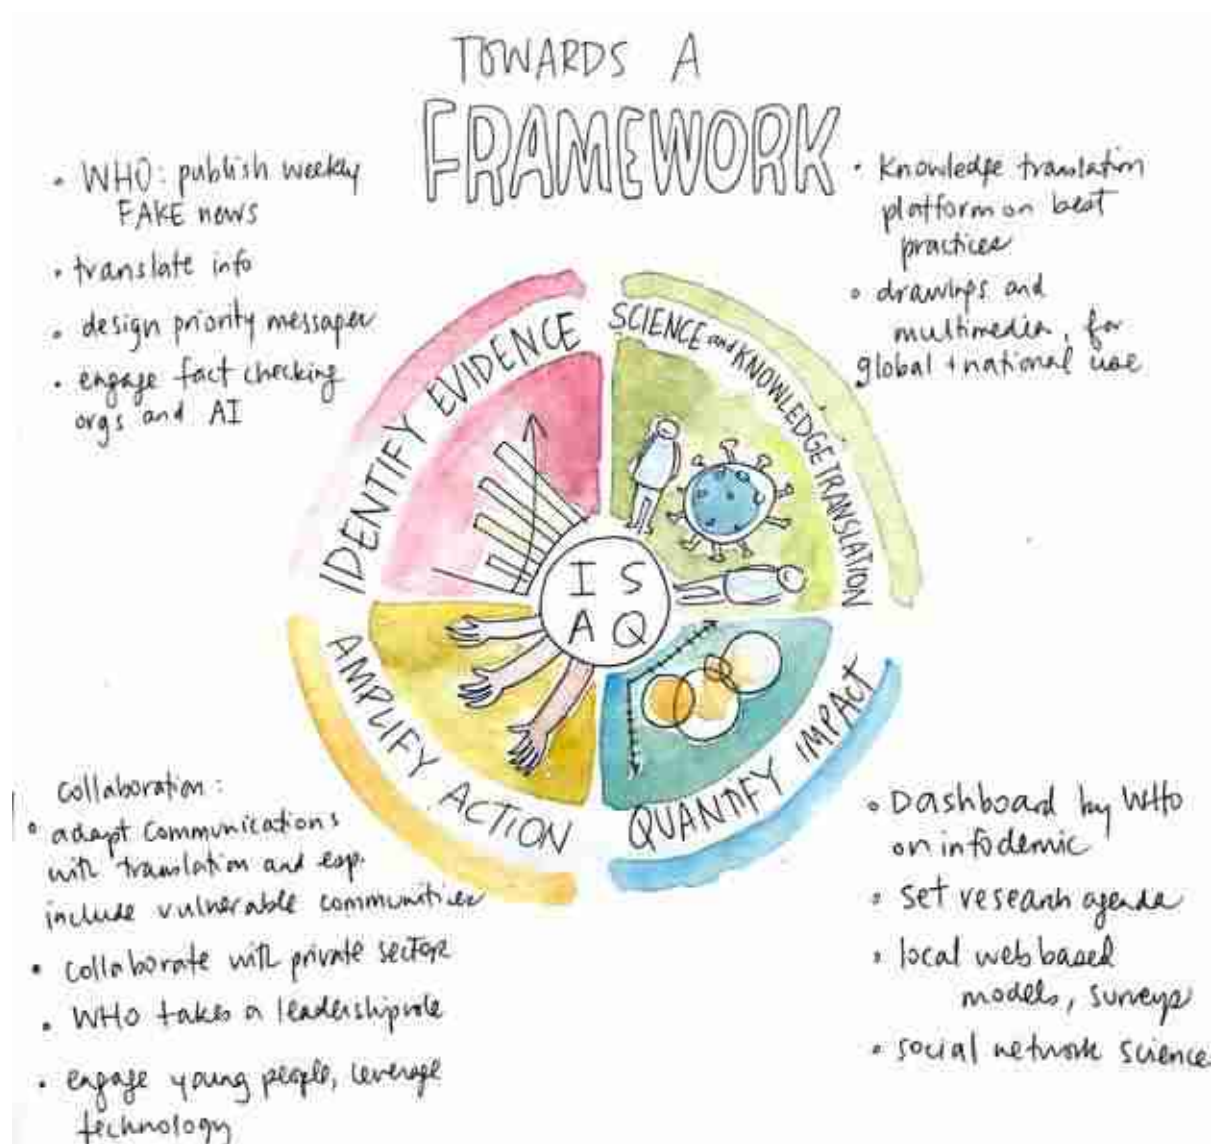 TOWARDS A
FRAMEWORK
• WHO: publish weekly
FAKE news
• translate info
• design priority messages
• engage fact checking
orgs and AI
• Knowledge translation
platform on best
practices
• drawings and
multimedia, for
global + national use
IDENTIFY EVIDENCE
SCIENCE and KNOWLEDGE TRANSLATION
I S
A Q
AMPLIFY ACTION
QUANTIFY IMPACT
Collaboration:
• adapt communications
with translation and esp.
include vulnerable communities
• collaborate with private sector
• WHO takes a leadership role
• engage young people, leverage
technology
• Dashboard by WHO
on infodemic
• set research agenda
• local web based
models, surveys
• social network science